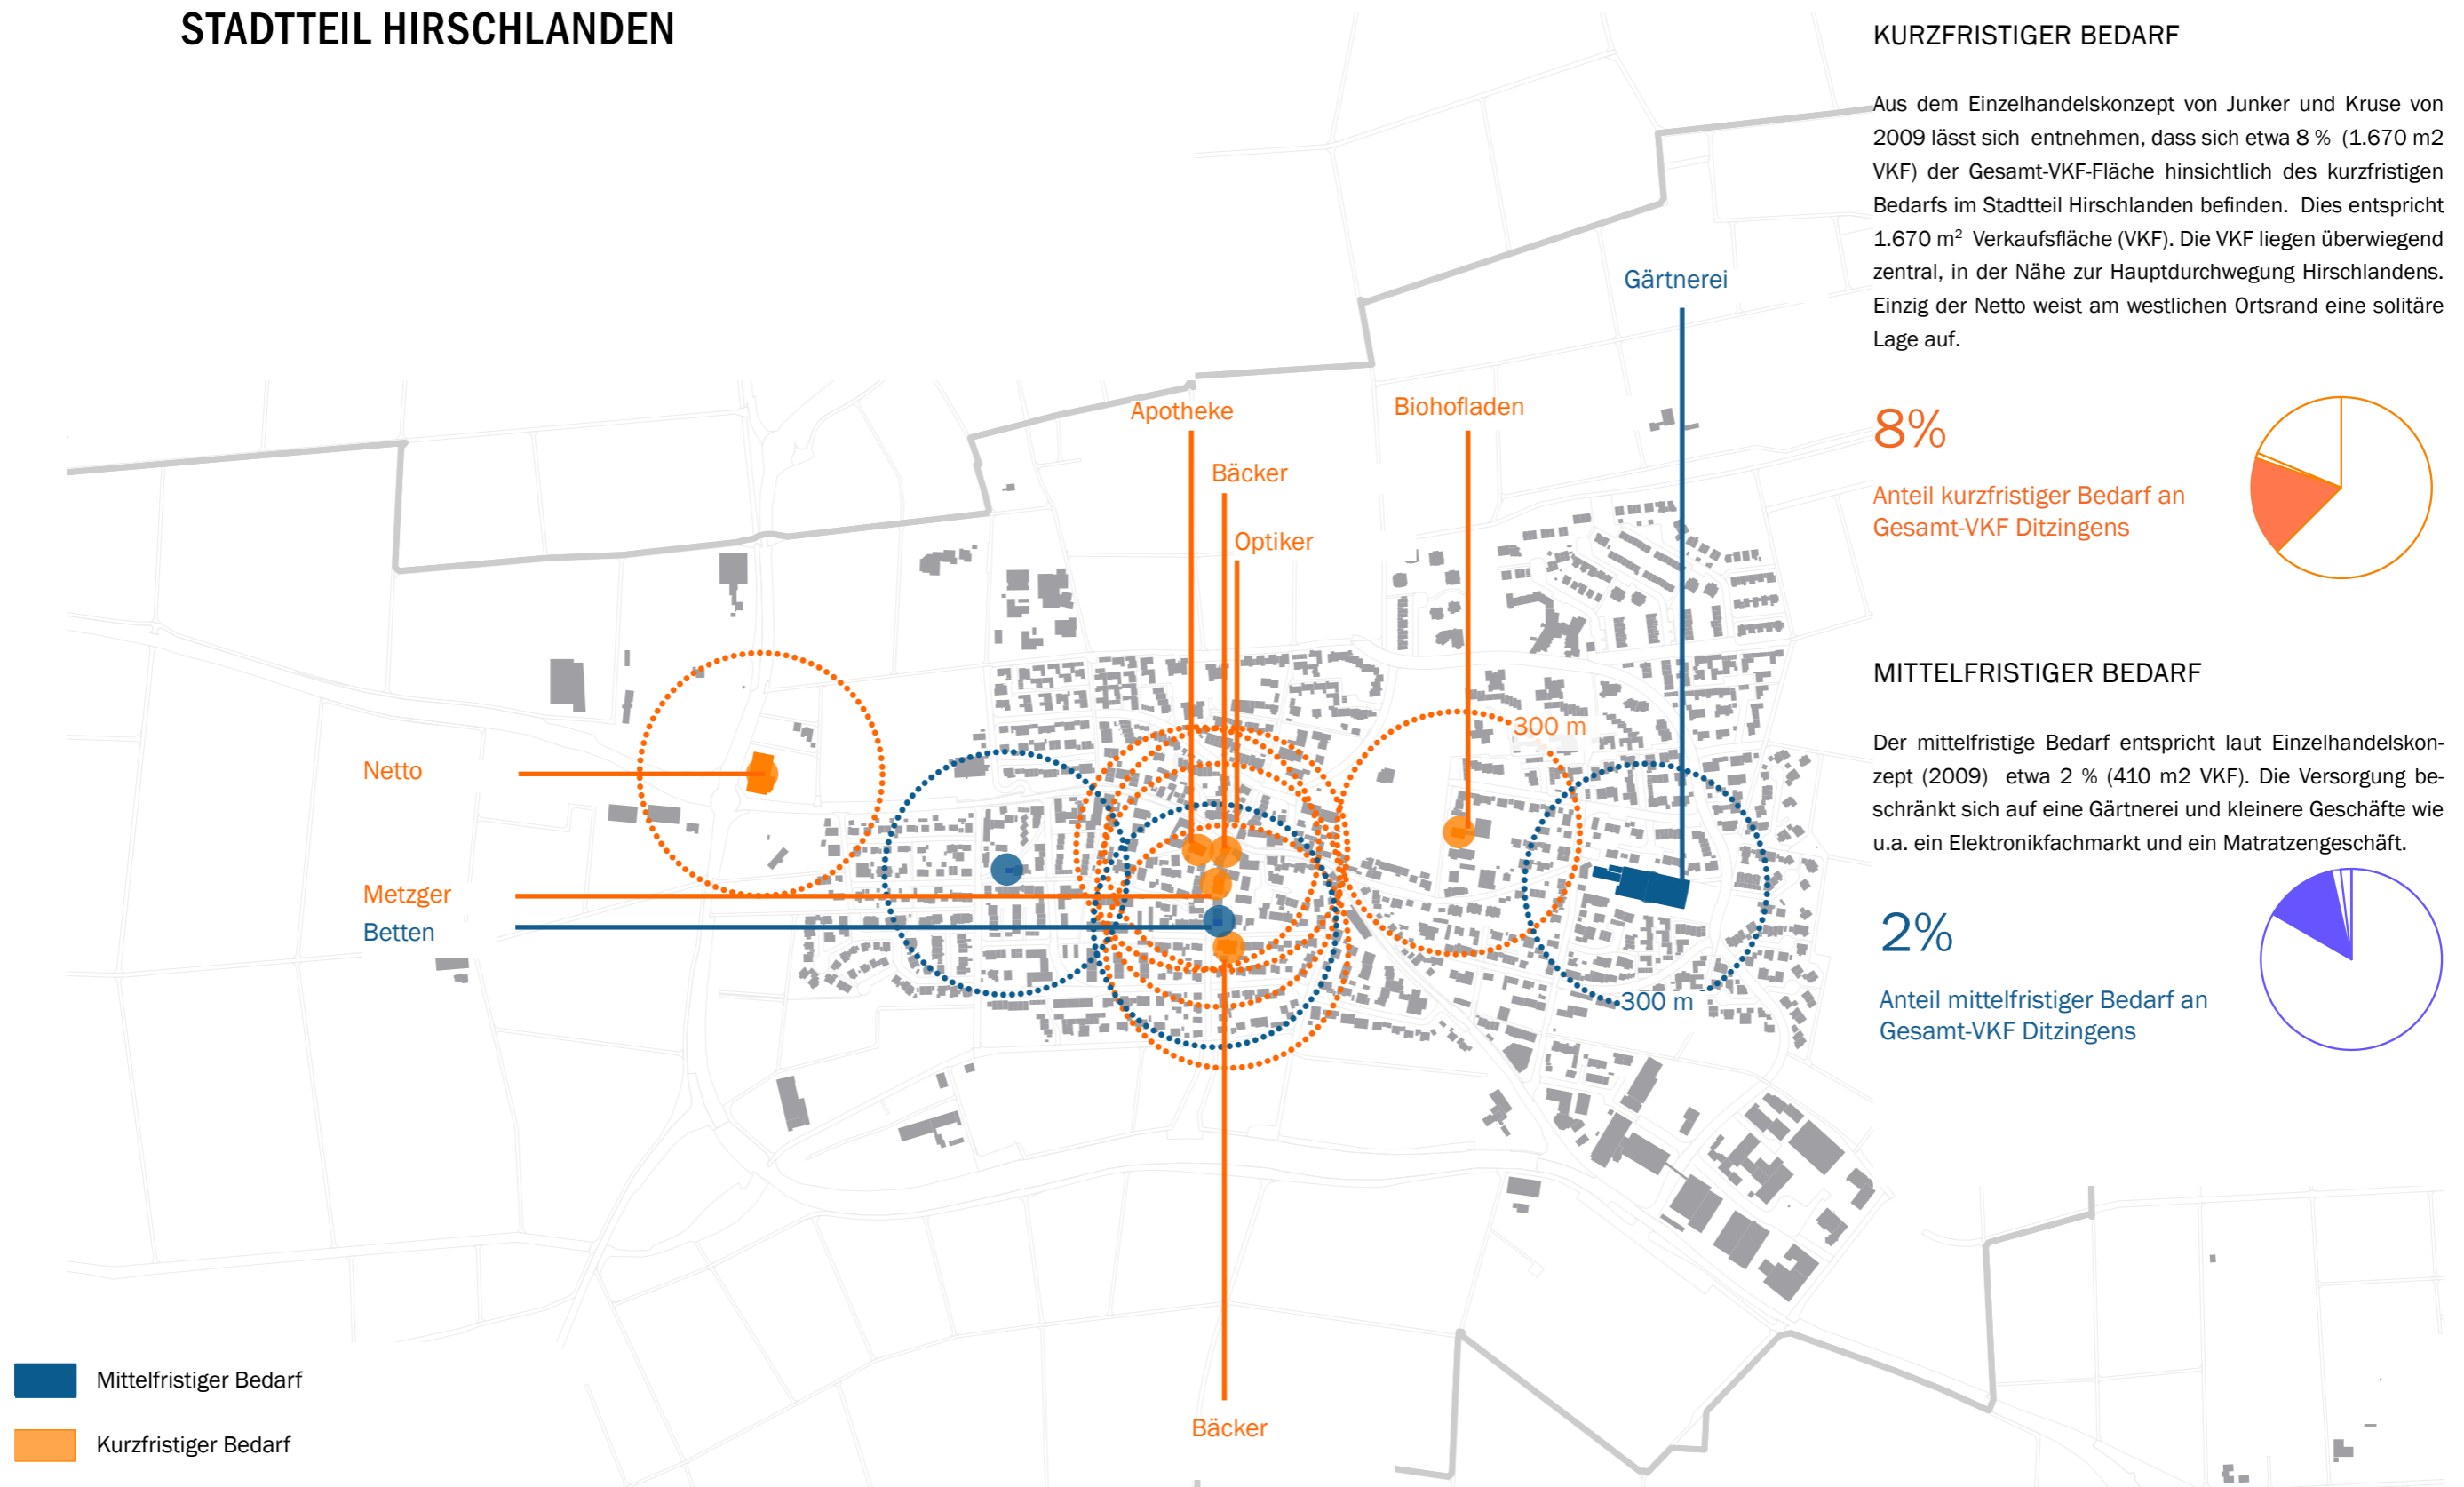 STADTTEIL HIRSCHLANDEN
KURZFRISTIGER BEDARF
Aus dem Einzelhandelskonzept von Junker und Kruse von
2009 lässt sich entnehmen, dass sich etwa 8 % (1.670 m2
VKF) der Gesamt-VKF-Fläche hinsichtlich des kurzfristigen
Bedarfs im Stadtteil Hirschlanden befinden. Dies entspricht
1.670 m² Verkaufsfläche (VKF). Die VKF liegen überwiegend
zentral, in der Nähe zur Hauptdurchwegung Hirschlandens.
Einzig der Netto weist am westlichen Ortsrand eine solitäre
Lage auf.
8%
Anteil kurzfristiger Bedarf an
Gesamt-VKF Ditzingens
MITTELFRISTIGER BEDARF
Der mittelfristige Bedarf entspricht laut Einzelhandelskon-
zept (2009) etwa 2 % (410 m2 VKF). Die Versorgung be-
schränkt sich auf eine Gärtnerei und kleinere Geschäfte wie
u.a. ein Elektronikfachmarkt und ein Matratzengeschäft.
2%
Anteil mittelfristiger Bedarf an
Gesamt-VKF Ditzingens
Gärtnerei
Apotheke
Biohofladen
Bäcker
Optiker
300 m
Netto
Metzger
Betten
300 m
Bäcker
Mittelfristiger Bedarf
Kurzfristiger Bedarf